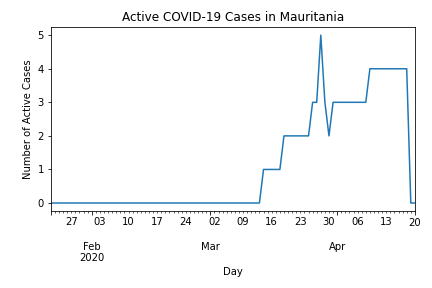 Active COVID-19 Cases in Mauritania
Number of Active Cases
5
4
3
2
1
0
27 03 10 17 24 02 09 16 23 30 06 13 20
Feb Mar Apr
2020
Day